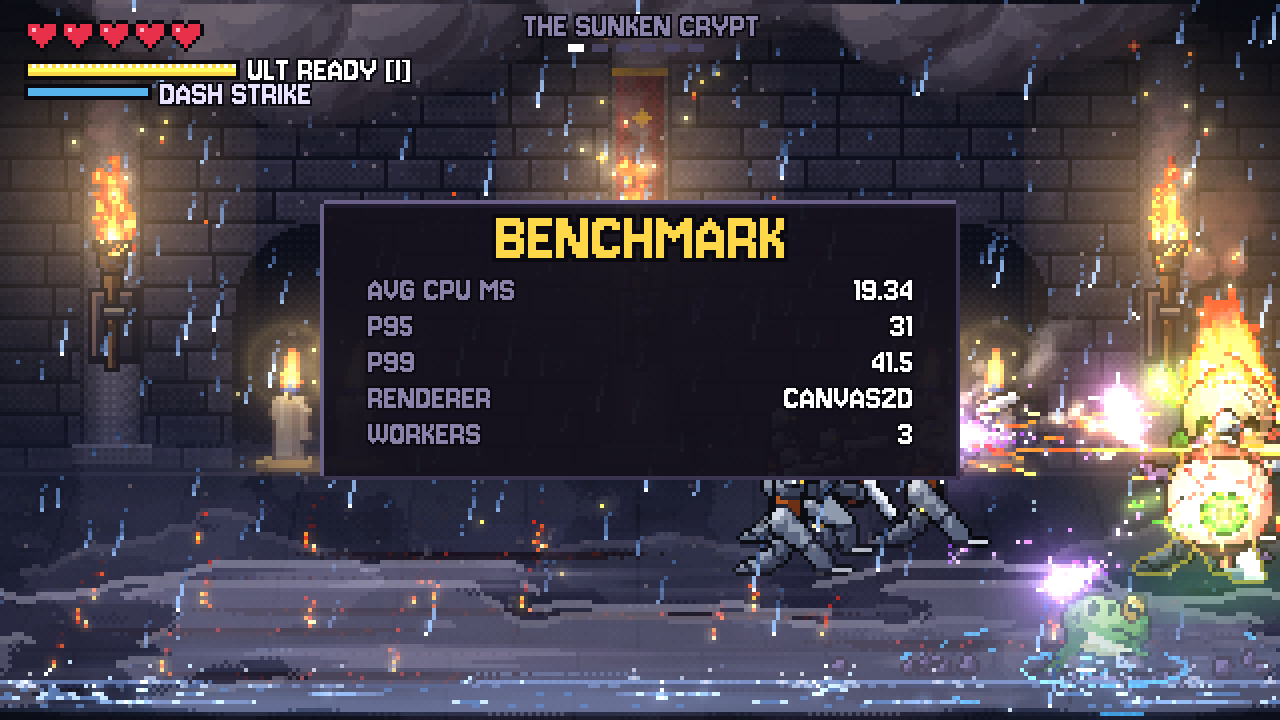 THE SUNKEN CRYPT
ULT READY [I]
DASH STRIKE
BENCHMARK
AVG CPU MS 19.34
P95 31
P99 41.5
RENDERER CANVAS2D
WORKERS 3